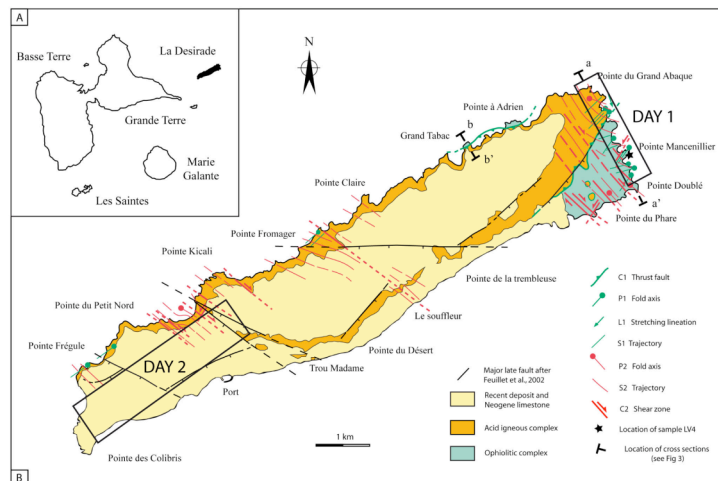 A
Basse Terre
La Desirade
Grande Terre
Marie
Galante
Les Saintes
N
a
Pointe du Grand Abaque
Pointe à Adrien
DAY 1
b
Grand Tabac
Pointe Mancenillier
b'
Pointe Claire
Pointe Doublé
a'
Pointe du Phare
Pointe Fromager
Pointe Kicali
Pointe de la trembleuse
Pointe du Petit Nord
Le souffleur
Pointe Frégule
Pointe du Désert
DAY 2
Trou Madame
Port
Pointe des Colibris
1 km
C1 Thrust fault
P1 Fold axis
L1 Stretching lineation
S1 Trajectory
P2 Fold axis
S2 Trajectory
C2 Shear zone
Location of sample LV4
Location of cross sections
(see Fig 3)
Major late fault after
Feuillet et al., 2002
Recent deposit and
Neogene limestone
Acid igneous complex
Ophiolitic complex
B